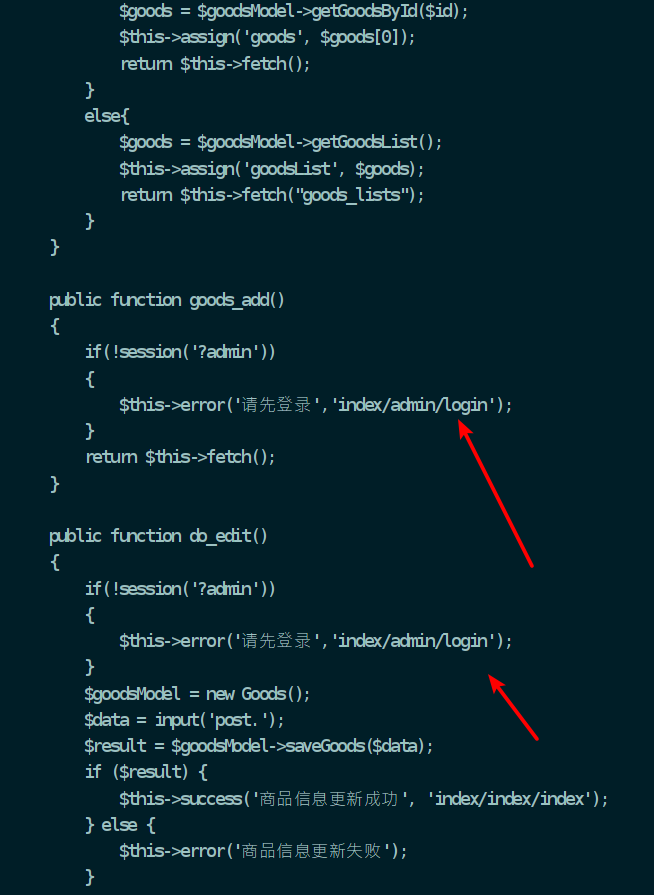 $goods = $goodsModel->getGoodsById($id);
$this->assign('goods', $goods[0]);
return $this->fetch();
}
else{
$goods = $goodsModel->getGoodsList();
$this->assign('goodsList', $goods);
return $this->fetch("goods_lists");
}
}
public function goods_add()
{
if(!session('?admin'))
{
$this->error('请先登录','index/admin/login');
}
return $this->fetch();
}
public function do_edit()
{
if(!session('?admin'))
{
$this->error('请先登录','index/admin/login');
}
$goodsModel = new Goods();
$data = input('post.');
$result = $goodsModel->saveGoods($data);
if ($result) {
$this->success('商品信息更新成功', 'index/index/index');
} else {
$this->error('商品信息更新失败');
}